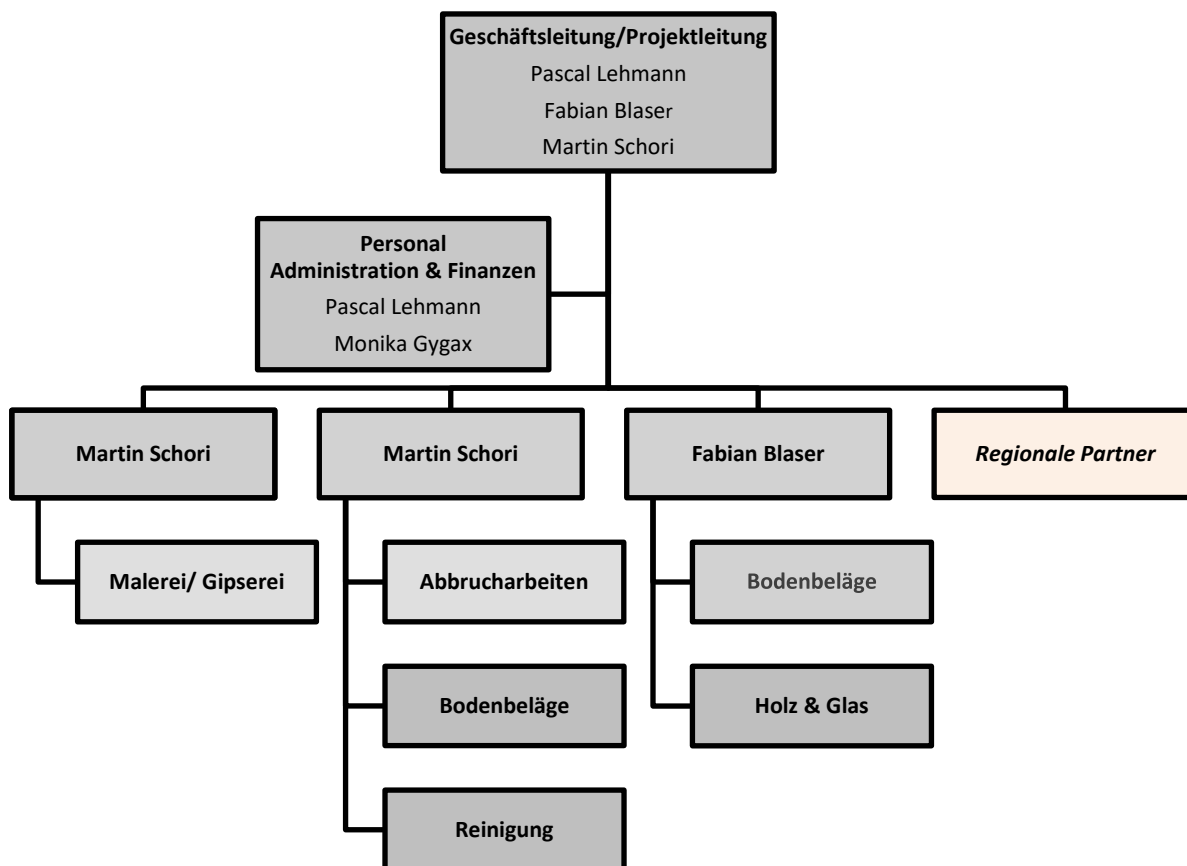 Geschäftsleitung/Projektleitung
Pascal Lehmann
Fabian Blaser
Martin Schori
Personal
Administration & Finanzen
Pascal Lehmann
Monika Gygax
Martin Schori
Martin Schori
Fabian Blaser
Regionale Partner
Malerei/ Gipserei
Abbrucharbeiten
Bodenbeläge
Bodenbeläge
Holz & Glas
Reinigung